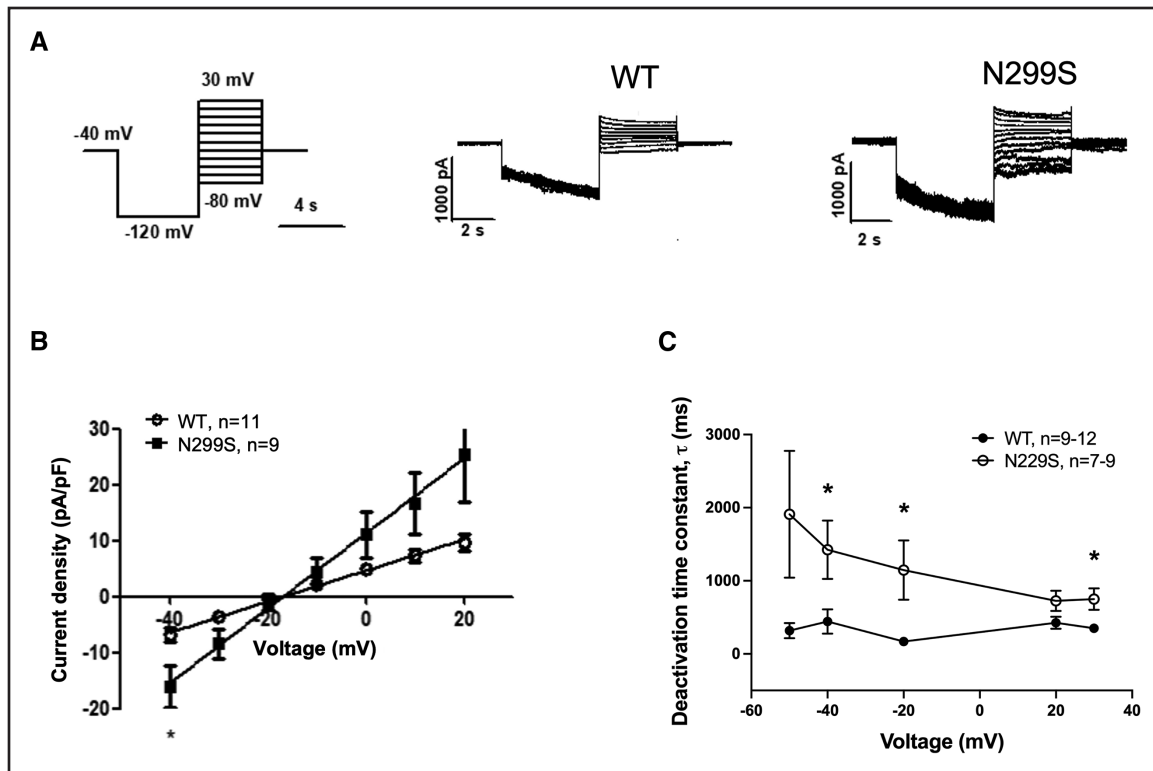 A
30 mV
-40 mV
-80 mV
-120 mV
4 s
WT
1000 pA
2 s
N299S
1000 pA
2 s
B
WT, n=11
N299S, n=9
Current density (pA/pF)
30
20
10
0
-10
-20
-40
-20
0
20
Voltage (mV)
*
C
WT, n=9-12
N229S, n=7-9
Deactivation time constant, τ (ms)
3000
2000
1000
0
* * *
-60 -40 -20 0 20 40
Voltage (mV)